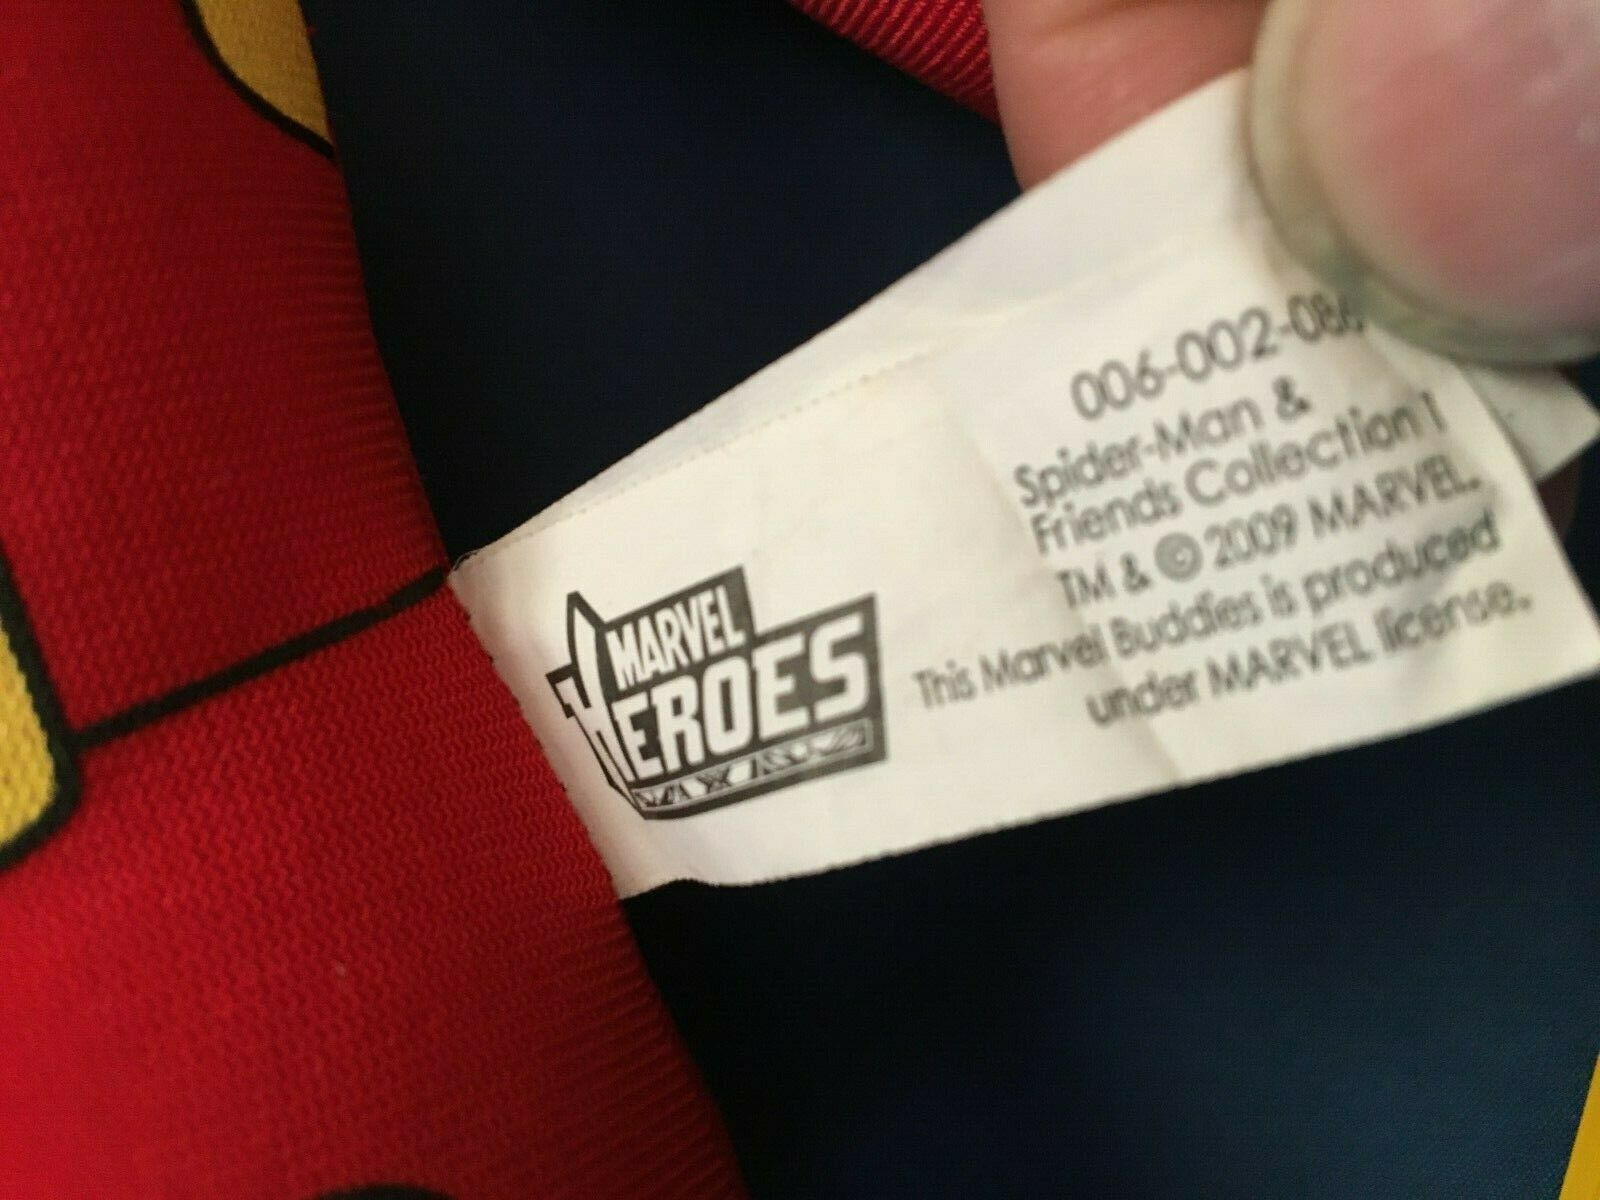 MARVEL
HEROES
006-002-086
Spider-Man &
Friends Collection 1
TM & © 2009 MARVEL.
This Marvel Buddies is produced
under MARVEL license.